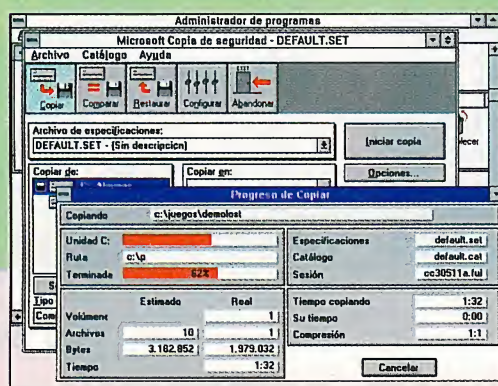 Administrador de programas
Microsoft Copia de seguridad - DEFAULT.SET
Archivo Catálogo Ayuda
Copiar Comparar Restaurar Configurar Abandonar
Archivo de especificaciones:
DEFAULT.SET - (Sin descripcion)
Iniciar copia
Copiar de:
Copiar en:
Opciones...
Progreso de Copiar
Copiando c:\juegos\demolost
Unidad C:
Ruta c:\p
Terminada 62%
Especificaciones default.set
Catálogo default.cat
Sesión cc30511a.ful
Estimado Real
Volúment 1
Archivos 10 1
Bytes 3.162.852 1.979.032
Tiempo 1:32
Tiempo copiando 1:32
Su tiempo 0:00
Compresión 1:1
Cancelar